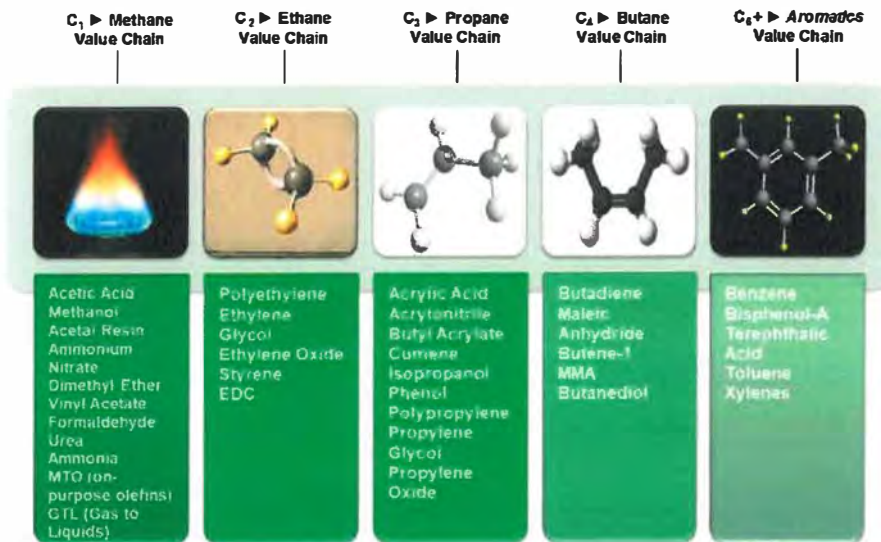 C₁ ► Methane
Value Chain
C₂ ► Ethane
Value Chain
C₃ ► Propane
Value Chain
C₄ ► Butane
Value Chain
C₆+ ► Aromatics
Value Chain
Acetic Acid
Methanol
Acetal Resin
Ammonium
Nitrate
Dimethyl Ether
Vinyl Acetate
Formaldehyde
Urea
Ammonia
MTO (on-
purpose olefins)
GTL (Gas to
Liquids)
Polyethylene
Ethylene
Glycol
Ethylene Oxide
Styrene
EDC
Acrylic Acid
Acrylonitrile
Butyl Acrylate
Cumene
Isopropanol
Phenol
Polypropylene
Propylene
Glycol
Propylene
Oxide
Butadiene
Maleic
Anhydride
Butene-1
MMA
Butanediol
Benzene
Bisphenol-A
Terephthalic
Acid
Toluene
Xylenes